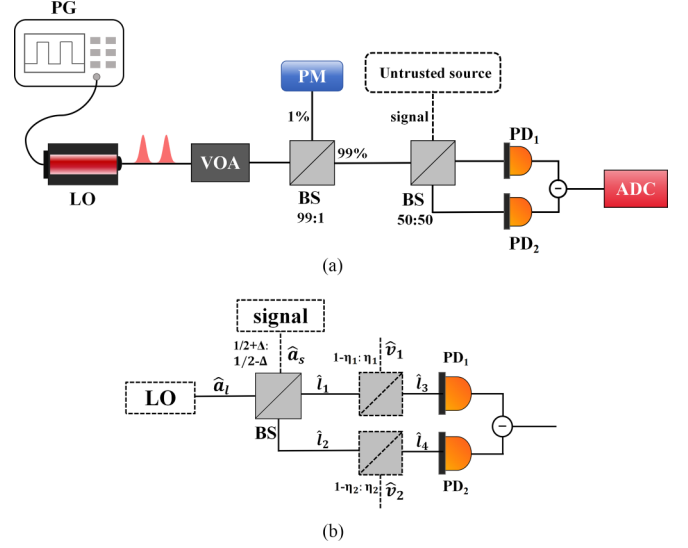 PG
PM
Untrusted source
1%
signal
PD1
99%
VOA
LO
BS
99:1
BS
50:50
ADC
PD2
(a)
signal
1/2+Δ:
1/2-Δ
âₛ
1-η₁: η₁
v̂₁
PD1
LO
âₗ
l̂₁
l̂₃
BS
l̂₂
l̂₄
1-η₂: η₂
v̂₂
PD2
(b)